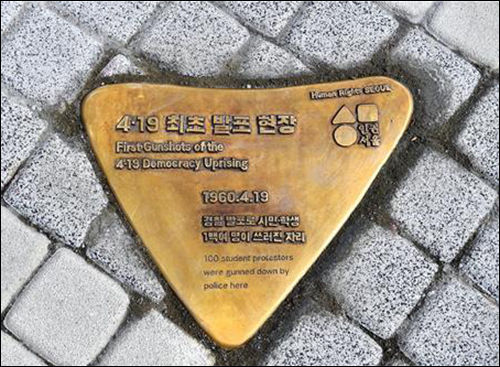 Human Rights SEOUL
인권
서울
4·19 최초 발포 현장
First Gunshots of the
4·19 Democracy Uprising
1960.4.19
경찰 발포로 시민·학생
1백여 명이 쓰러진 자리
100 student protestors
were gunned down by
police here